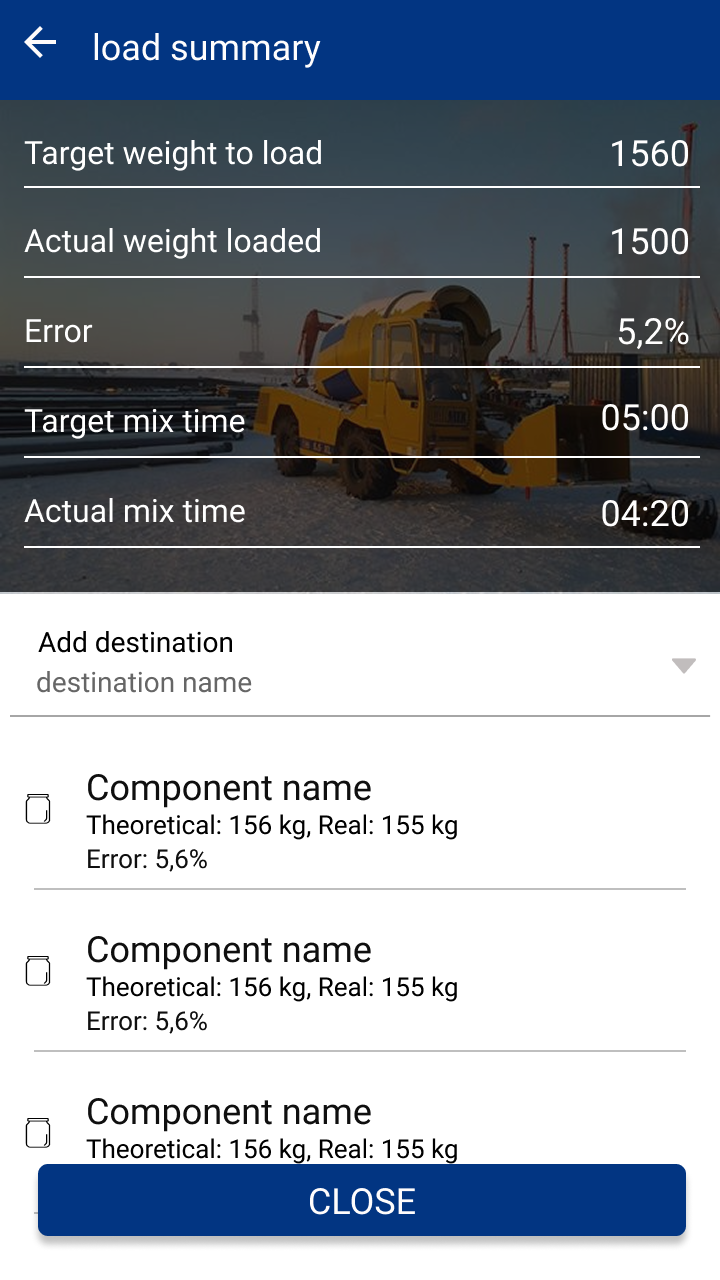 load summary
Target weight to load 1560
Actual weight loaded 1500
Error 5,2%
Target mix time 05:00
Actual mix time 04:20
Add destination
destination name
Component name
Theoretical: 156 kg, Real: 155 kg
Error: 5,6%
Component name
Theoretical: 156 kg, Real: 155 kg
Error: 5,6%
Component name
Theoretical: 156 kg, Real: 155 kg
CLOSE